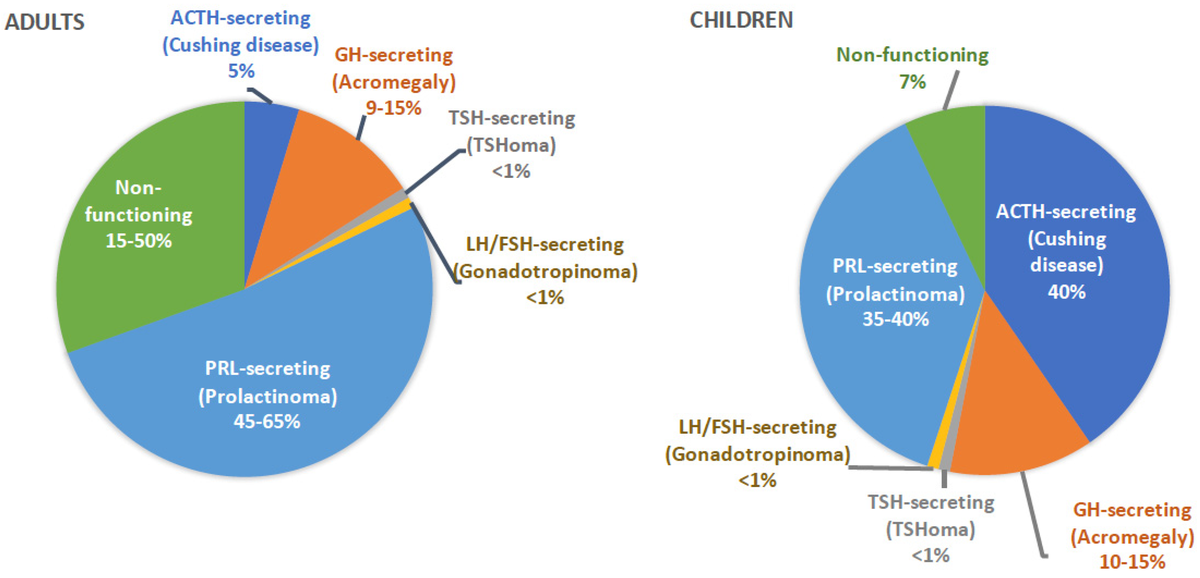 ADULTS
ACTH-secreting
(Cushing disease)
5%
GH-secreting
(Acromegaly)
9-15%
TSH-secreting
(TSHoma)
<1%
LH/FSH-secreting
(Gonadotropinoma)
<1%
PRL-secreting
(Prolactinoma)
45-65%
Non-
functioning
15-50%
CHILDREN
Non-functioning
7%
ACTH-secreting
(Cushing
disease)
40%
GH-secreting
(Acromegaly)
10-15%
TSH-secreting
(TSHoma)
<1%
LH/FSH-secreting
(Gonadotropinoma)
<1%
PRL-secreting
(Prolactinoma)
35-40%